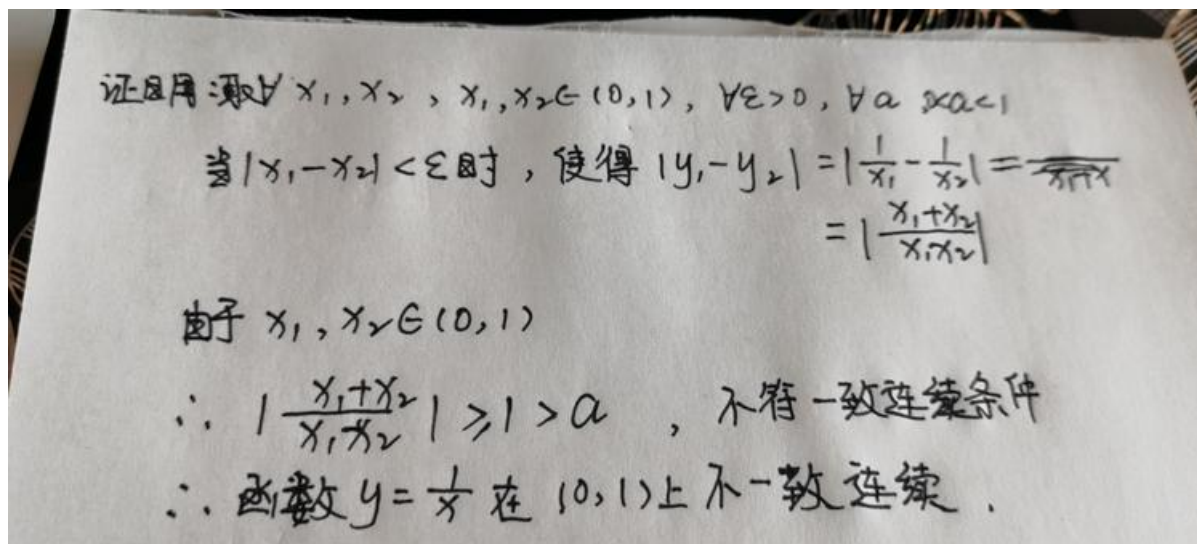 证明:取∀x₁,x₂,x₁,x₂∈(0,1),∀ε>0,∀a 0<a<1
当|x₁-x₂|<ε时,使得|y₁-y₂|=|1/x₁-1/x₂|=
=|(x₁+x₂)/(x₁x₂)|
由于x₁,x₂∈(0,1)
∴|(x₁+x₂)/(x₁x₂)|≥1>a,不符一致连续条件
∴函数y=1/x在(0,1)上不一致连续.